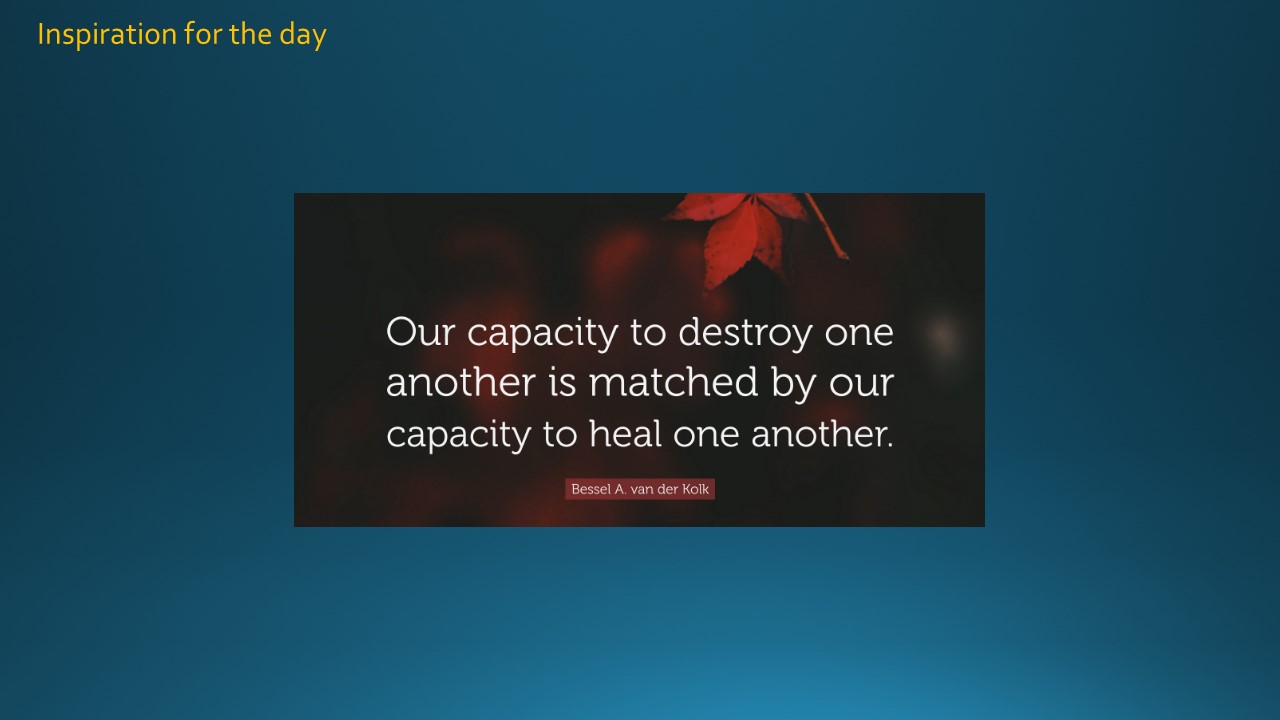 Inspiration for the day
Our capacity to destroy one
another is matched by our
capacity to heal one another.
Bessel A. van der Kolk